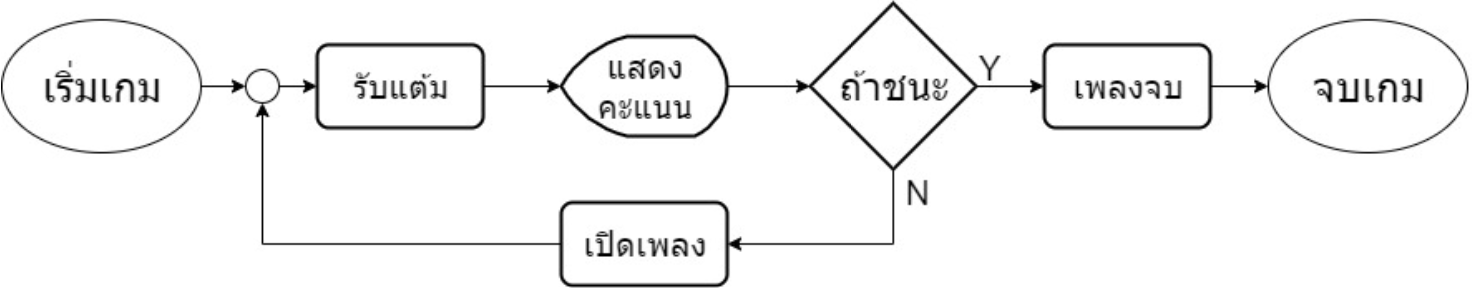 เริ่มเกม
รับแต้ม
แสดง
คะแนน
ถ้าชนะ
Y
เพลงจบ
จบเกม
N
เปิดเพลง